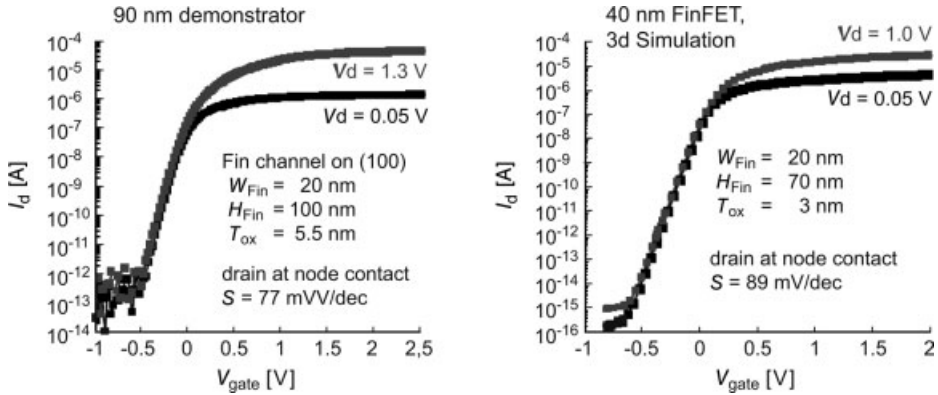 90 nm demonstrator
10⁻⁴
10⁻⁵
10⁻⁶
10⁻⁷
10⁻⁸
10⁻⁹
10⁻¹⁰
10⁻¹¹
10⁻¹²
10⁻¹³
10⁻¹⁴
I_d [A]
Vd = 1.3 V
Vd = 0.05 V
Fin channel on (100)
W_Fin = 20 nm
H_Fin = 100 nm
T_ox = 5.5 nm
drain at node contact
S = 77 mVV/dec
-1 -0.5 0 0.5 1 1.5 2 2,5
V_gate [V]
40 nm FinFET,
3d Simulation
10⁻⁴
10⁻⁵
10⁻⁶
10⁻⁷
10⁻⁸
10⁻⁹
10⁻¹⁰
10⁻¹¹
10⁻¹²
10⁻¹³
10⁻¹⁴
10⁻¹⁵
10⁻¹⁶
I_d [A]
Vd = 1.0 V
Vd = 0.05 V
W_Fin = 20 nm
H_Fin = 70 nm
T_ox = 3 nm
drain at node contact
S = 89 mV/dec
-1 -0.5 0 0.5 1 1.5 2
V_gate [V]